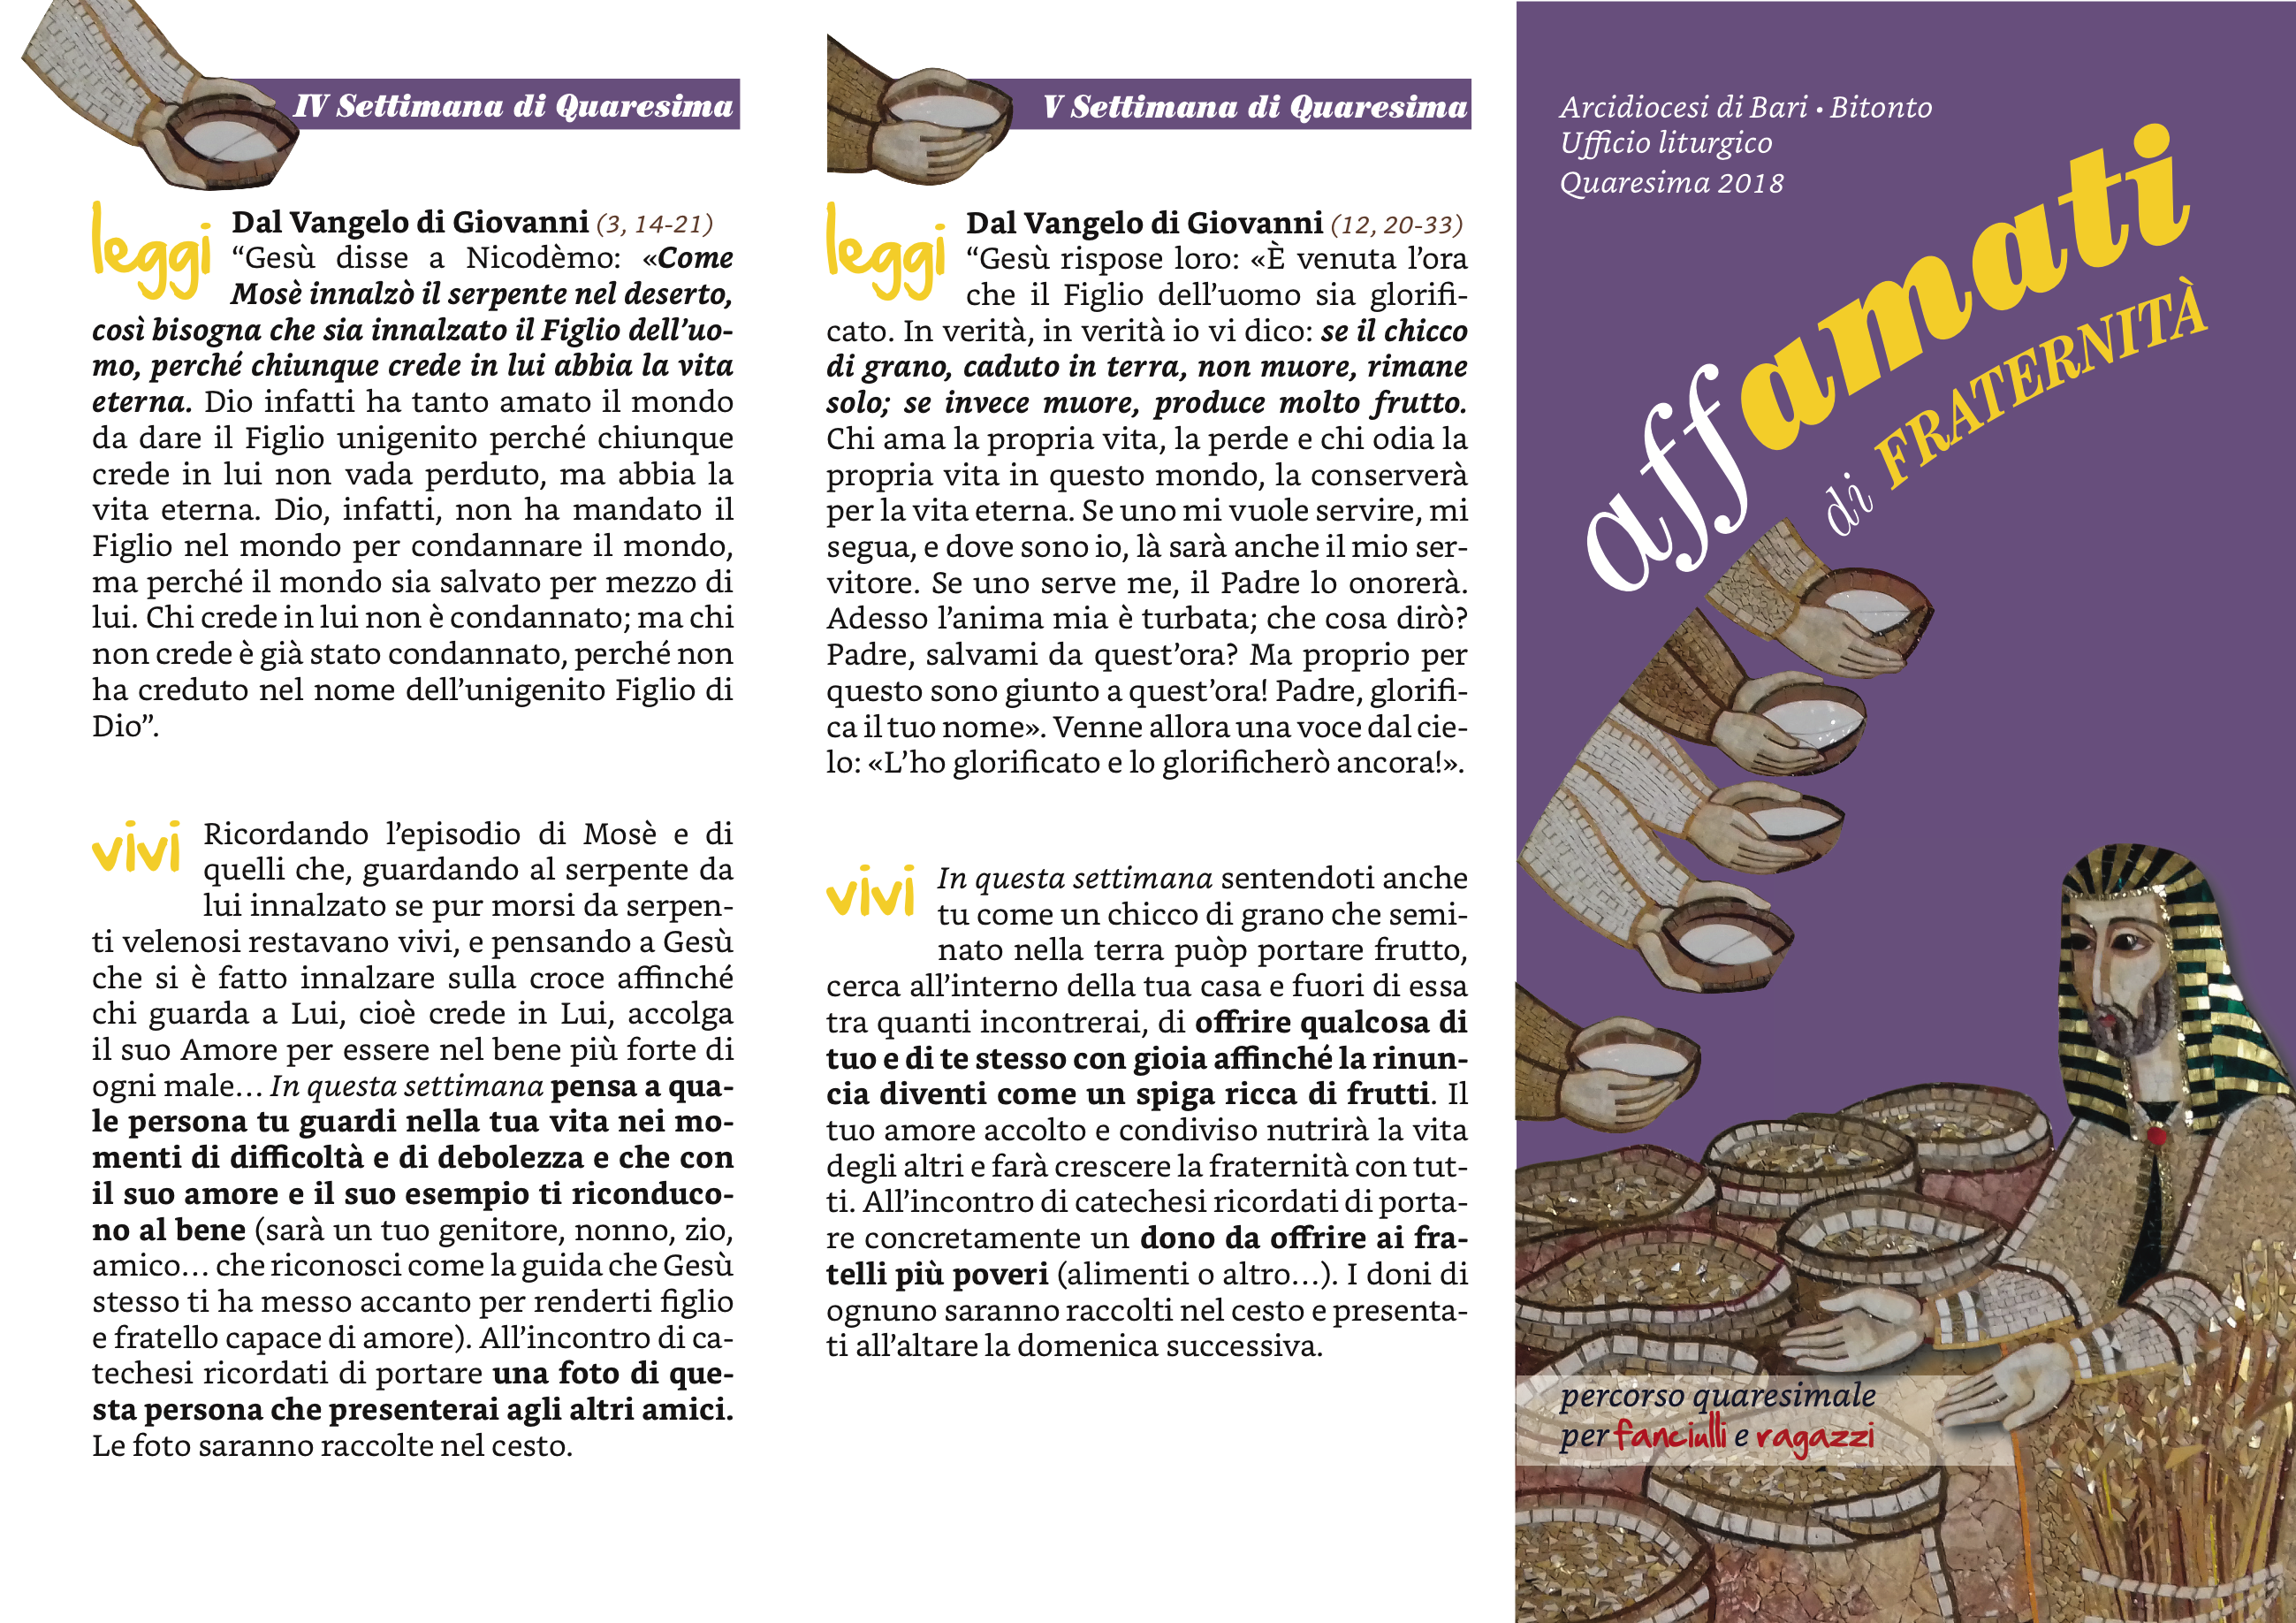 IV Settimana di Quaresima
leggi
Dal Vangelo di Giovanni (3, 14-21)
“Gesù disse a Nicodèmo: «Come
Mosè innalzò il serpente nel deserto,
così bisogna che sia innalzato il Figlio dell’uo-
mo, perché chiunque crede in lui abbia la vita
eterna. Dio infatti ha tanto amato il mondo
da dare il Figlio unigenito perché chiunque
crede in lui non vada perduto, ma abbia la
vita eterna. Dio, infatti, non ha mandato il
Figlio nel mondo per condannare il mondo,
ma perché il mondo sia salvato per mezzo di
lui. Chi crede in lui non è condannato; ma chi
non crede è già stato condannato, perché non
ha creduto nel nome dell’unigenito Figlio di
Dio”.
vivi
Ricordando l’episodio di Mosè e di
quelli che, guardando al serpente da
lui innalzato se pur morsi da serpen-
ti velenosi restavano vivi, e pensando a Gesù
che si è fatto innalzare sulla croce affinché
chi guarda a Lui, cioè crede in Lui, accolga
il suo Amore per essere nel bene più forte di
ogni male… In questa settimana pensa a qua-
le persona tu guardi nella tua vita nei mo-
menti di difficoltà e di debolezza e che con
il suo amore e il suo esempio ti riconduco-
no al bene (sarà un tuo genitore, nonno, zio,
amico… che riconosci come la guida che Gesù
stesso ti ha messo accanto per renderti figlio
e fratello capace di amore). All’incontro di ca-
techesi ricordati di portare una foto di que-
sta persona che presenterai agli altri amici.
Le foto saranno raccolte nel cesto.
V Settimana di Quaresima
leggi
Dal Vangelo di Giovanni (12, 20-33)
“Gesù rispose loro: «È venuta l’ora
che il Figlio dell’uomo sia glorifi-
cato. In verità, in verità io vi dico: se il chicco
di grano, caduto in terra, non muore, rimane
solo; se invece muore, produce molto frutto.
Chi ama la propria vita, la perde e chi odia la
propria vita in questo mondo, la conserverà
per la vita eterna. Se uno mi vuole servire, mi
segua, e dove sono io, là sarà anche il mio ser-
vitore. Se uno serve me, il Padre lo onorerà.
Adesso l’anima mia è turbata; che cosa dirò?
Padre, salvami da quest’ora? Ma proprio per
questo sono giunto a quest’ora! Padre, glorifi-
ca il tuo nome». Venne allora una voce dal cie-
lo: «L’ho glorificato e lo glorificherò ancora!».
vivi
In questa settimana sentendoti anche
tu come un chicco di grano che semi-
nato nella terra puòp portare frutto,
cerca all’interno della tua casa e fuori di essa
tra quanti incontrerai, di offrire qualcosa di
tuo e di te stesso con gioia affinché la rinun-
cia diventi come un spiga ricca di frutti. Il
tuo amore accolto e condiviso nutrirà la vita
degli altri e farà crescere la fraternità con tut-
ti. All’incontro di catechesi ricordati di porta-
re concretamente un dono da offrire ai fra-
telli più poveri (alimenti o altro…). I doni di
ognuno saranno raccolti nel cesto e presenta-
ti all’altare la domenica successiva.
Arcidiocesi di Bari • Bitonto
Ufficio liturgico
Quaresima 2018
affamati
di FRATERNITÀ
percorso quaresimale
per fanciulli e ragazzi